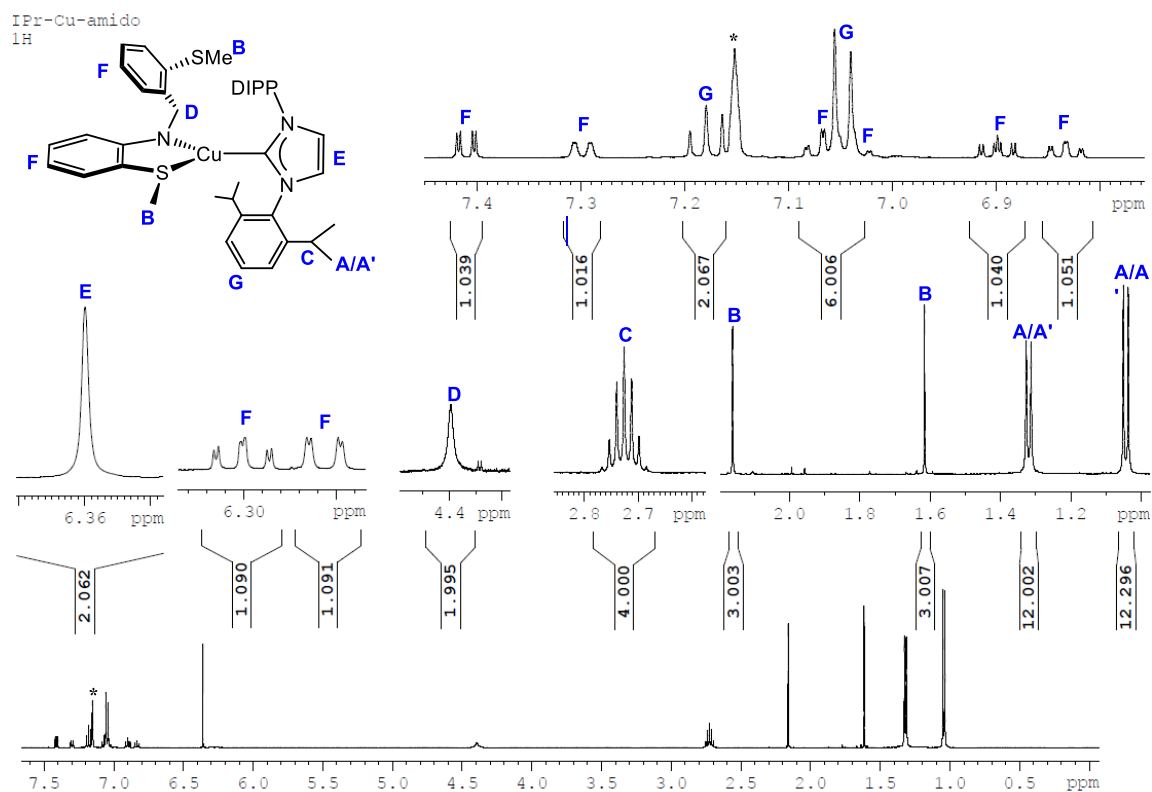 IPr-Cu-amido
1H
SMe B
F
DIPP
D
N
N
F
Cu
E
S
N
B
C
A/A'
G
* G
F F G F F F F
7.4 7.3 7.2 7.1 7.0 6.9 ppm
1.039 1.016 2.067 6.006 1.040 1.051
E F F D C B B A/A' A/A
'
6.36 ppm 6.30 ppm 4.4 ppm 2.8 2.7 ppm 2.0 1.8 1.6 1.4 1.2 ppm
2.062 1.090 1.091 1.995 4.000 3.003 3.007 12.002 12.296
*
7.5 7.0 6.5 6.0 5.5 5.0 4.5 4.0 3.5 3.0 2.5 2.0 1.5 1.0 0.5 ppm